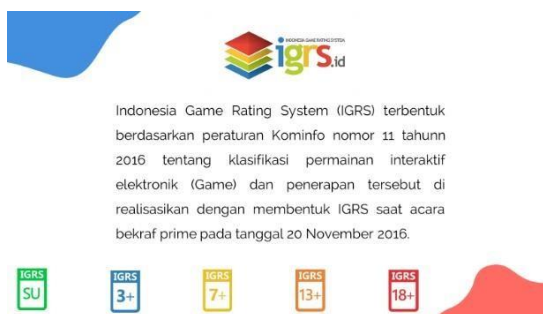 INDONESIA GAME RATING SYSTEM
igrs.id
Indonesia Game Rating System (IGRS) terbentuk
berdasarkan peraturan Kominfo nomor 11 tahunn
2016 tentang klasifikasi permainan interaktif
elektronik (Game) dan penerapan tersebut di
realisasikan dengan membentuk IGRS saat acara
bekraf prime pada tanggal 20 November 2016.
IGRS IGRS IGRS IGRS IGRS
SU 3+ 7+ 13+ 18+